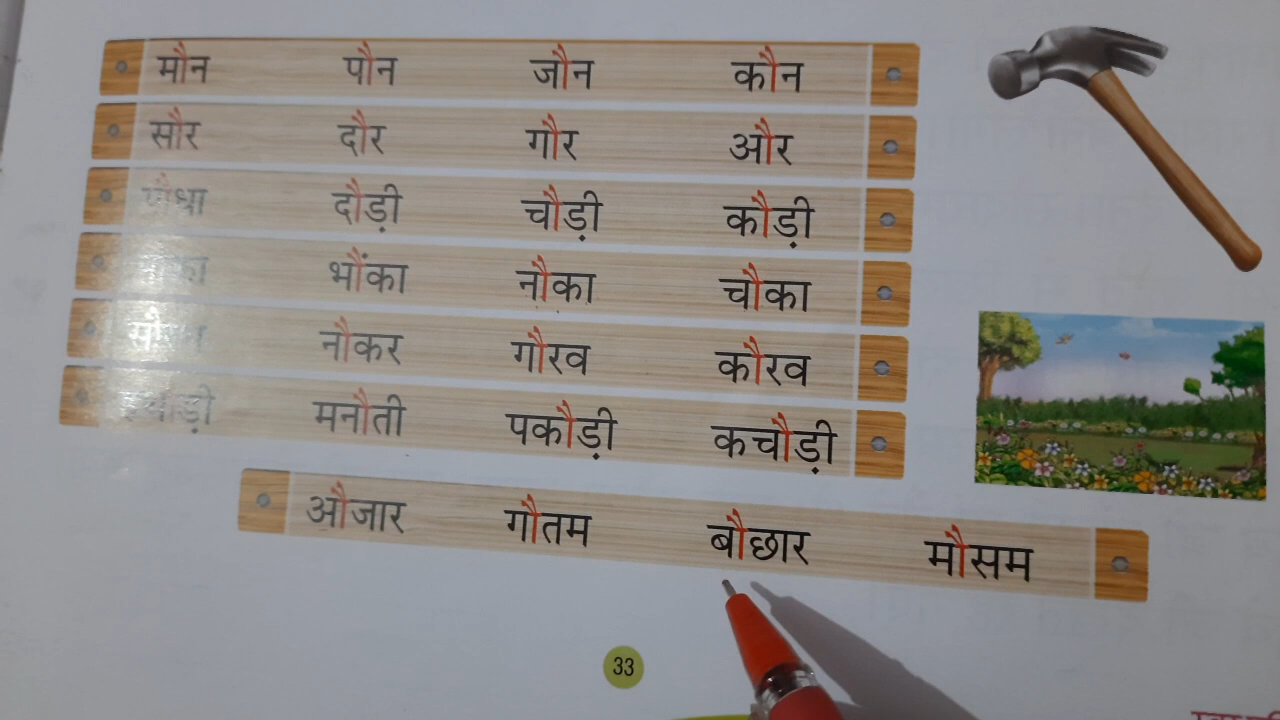 मौन पौन जौन कौन
सौर दौर गौर और
पौधा दौड़ी चौड़ी कौड़ी
भौंका नौका चौका
नौकर गौरव कौरव
मनौती पकौड़ी कचौड़ी
औजार गौतम बौछार मौसम
33